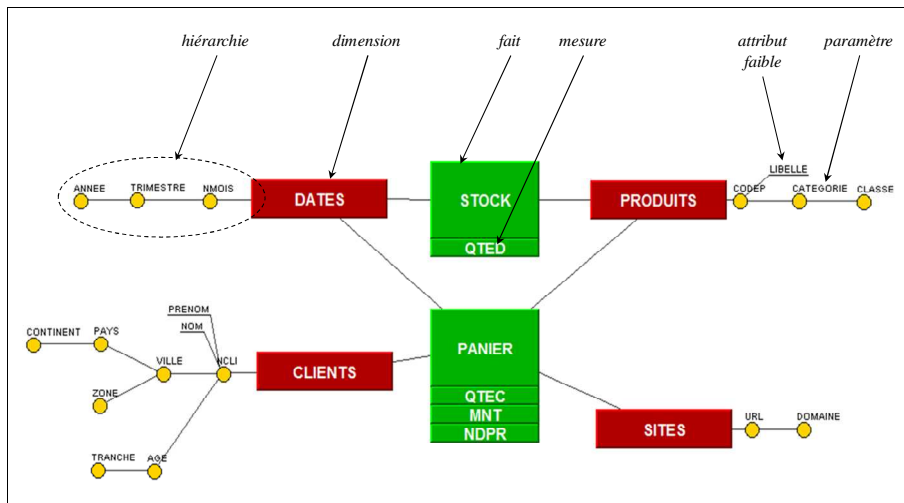 hiérarchie
dimension
fait
mesure
attribut
faible
paramètre
LIBELLE
ANNEE
TRIMESTRE
NMOIS
DATES
STOCK
QTED
PRODUITS
CODEP
CATEGORIE
CLASSE
PRENOM
NOM
CONTINENT
PAYS
VILLE
NCLI
CLIENTS
ZONE
TRANCHE
AGE
PANIER
QTEC
MNT
NDPR
SITES
URL
DOMAINE